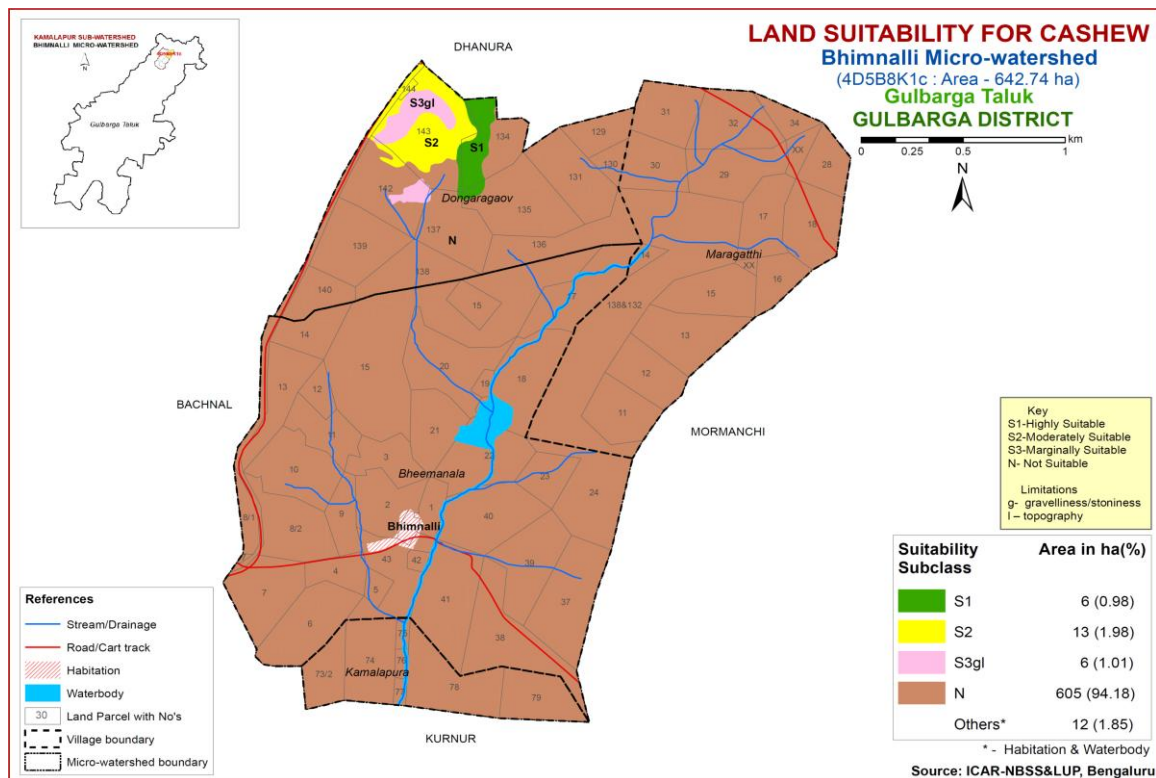 KAMALAPUR SUB-WATERSHED
BHIMNALLI MICRO-WATERSHED
N
Gulbarga Taluk
LAND SUITABILITY FOR CASHEW
Bhimnalli Micro-watershed
(4D5B8K1c : Area - 642.74 ha)
Gulbarga Taluk
GULBARGA DISTRICT
km
0 0.25 0.5 1
N
DHANURA
144
S3gl
143
S2
S1
134
129
130
131
31
32
34
XX
28
30
29
142
Dongaragaov
135
137
N
136
139
138
140
17
18
14
Maragatthi
XX
16
15
138&132
13
12
11
17
15
14
15
20
19
18
13
12
11
21
22
BACHNAL
MORMANCHI
3
Bheemanala
23
24
10
2
1
9
Bhimnalli
40
8/1
8/2
43
42
39
4
5
7
41
37
6
38
75
74
76
73/2
Kamalapura
77
78
79
KURNUR
Key
S1-Highly Suitable
S2-Moderately Suitable
S3-Marginally Suitable
N- Not Suitable
Limitations
g- gravelliness/stoniness
l – topography
Suitability Subclass Area in ha(%)
S1 6 (0.98)
S2 13 (1.98)
S3gl 6 (1.01)
N 605 (94.18)
Others* 12 (1.85)
* - Habitation & Waterbody
Source: ICAR-NBSS&LUP, Bengaluru
References
Stream/Drainage
Road/Cart track
Habitation
Waterbody
30 Land Parcel with No's
Village boundary
Micro-watershed boundary